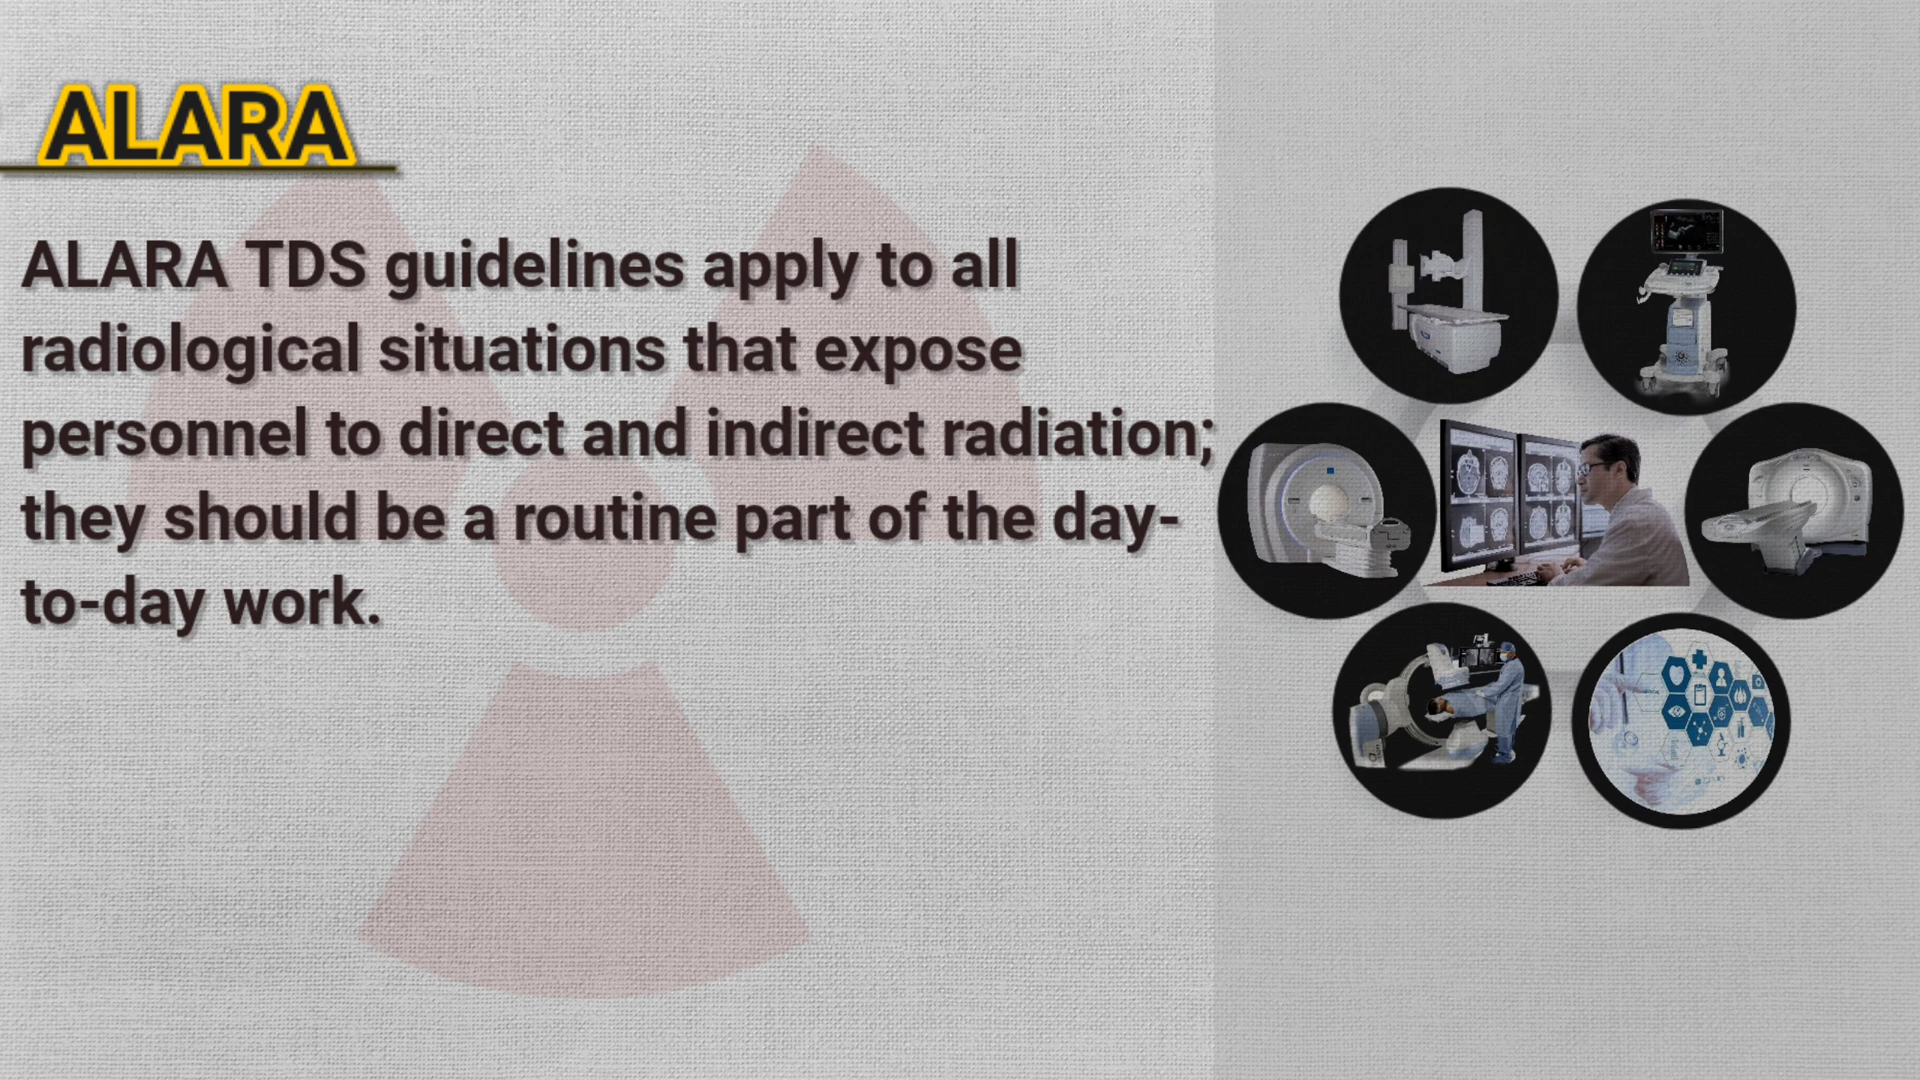 ALARA
ALARA TDS guidelines apply to all
radiological situations that expose
personnel to direct and indirect radiation;
they should be a routine part of the day-
to-day work.